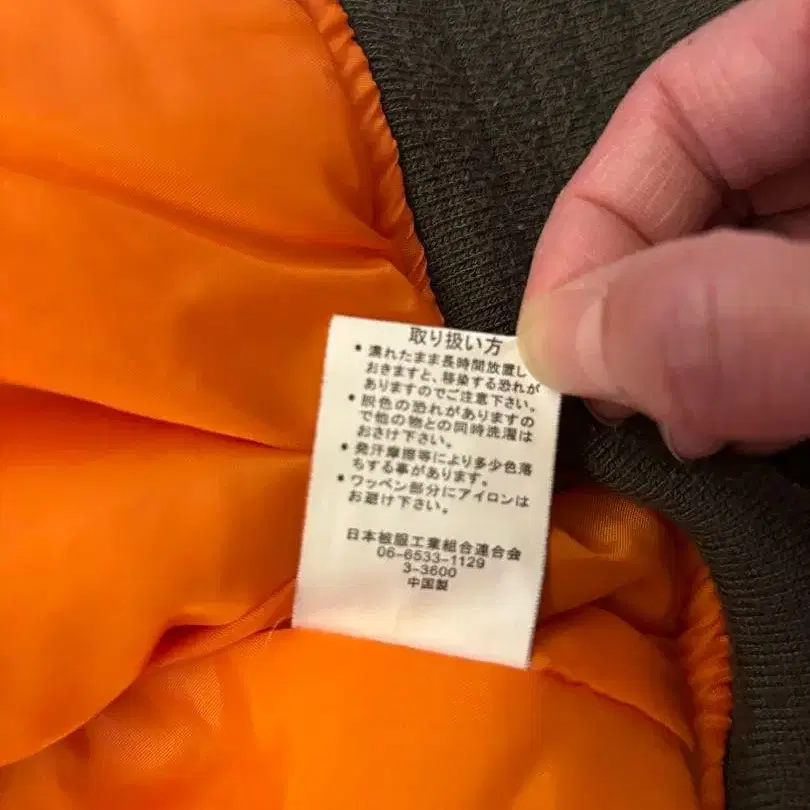 取り扱い方
• 濡れたまま長時間放置し
おきますと、移染する恐れが
ありますのでご注意下さい。
• 脱色の恐れがありますの
で他の物との同時洗濯は
おさけ下さい。
• 発汗摩擦等により多少色落
ちする事があります。
• ワッペン部分にアイロンは
お避け下さい。
日本被服工業組合連合会
06-6533-1129
3-3600
中国製